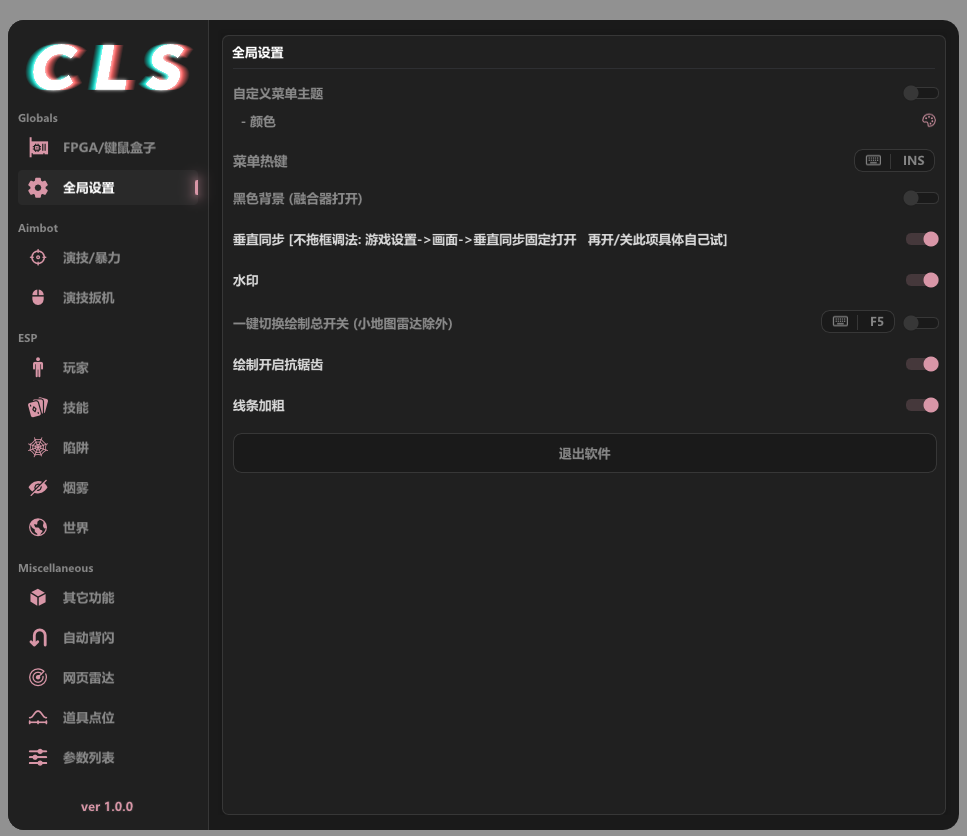 CLS
Globals
FPGA/键鼠盒子
全局设置
Aimbot
演技/暴力
演技扳机
ESP
玩家
技能
陷阱
烟雾
世界
Miscellaneous
其它功能
自动背闪
网页雷达
道具点位
参数列表
ver 1.0.0
全局设置
自定义菜单主题
- 颜色
菜单热键 INS
黑色背景 (融合器打开)
垂直同步 [不拖框调法: 游戏设置->画面->垂直同步固定打开 再开/关此项具体自己试]
水印
一键切换绘制总开关 (小地图雷达除外) F5
绘制开启抗锯齿
线条加粗
退出软件